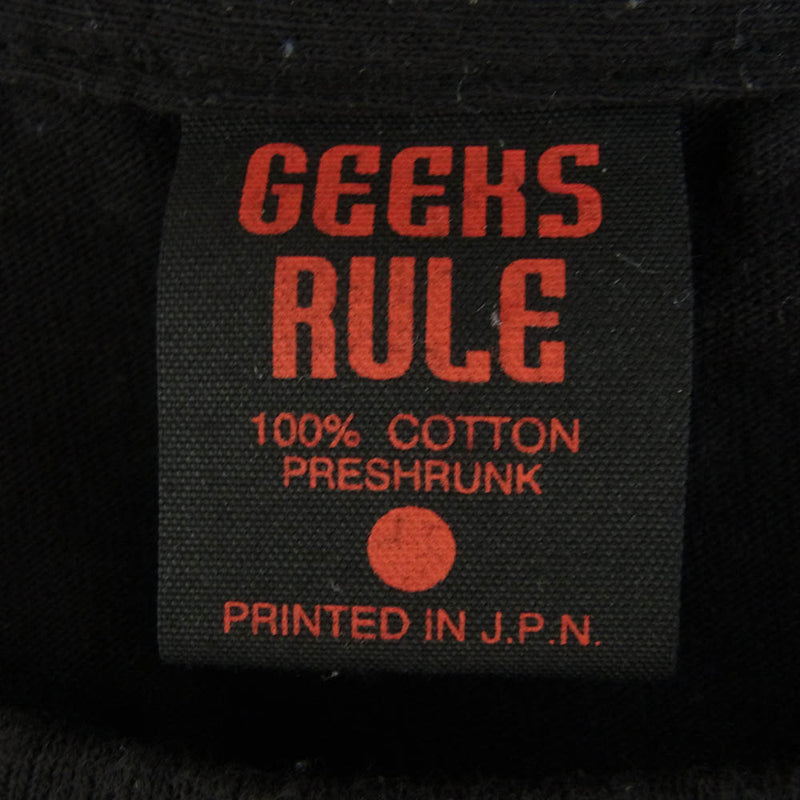 GEEKS
RULE
100% COTTON
PRESHRUNK
PRINTED IN J.P.N.